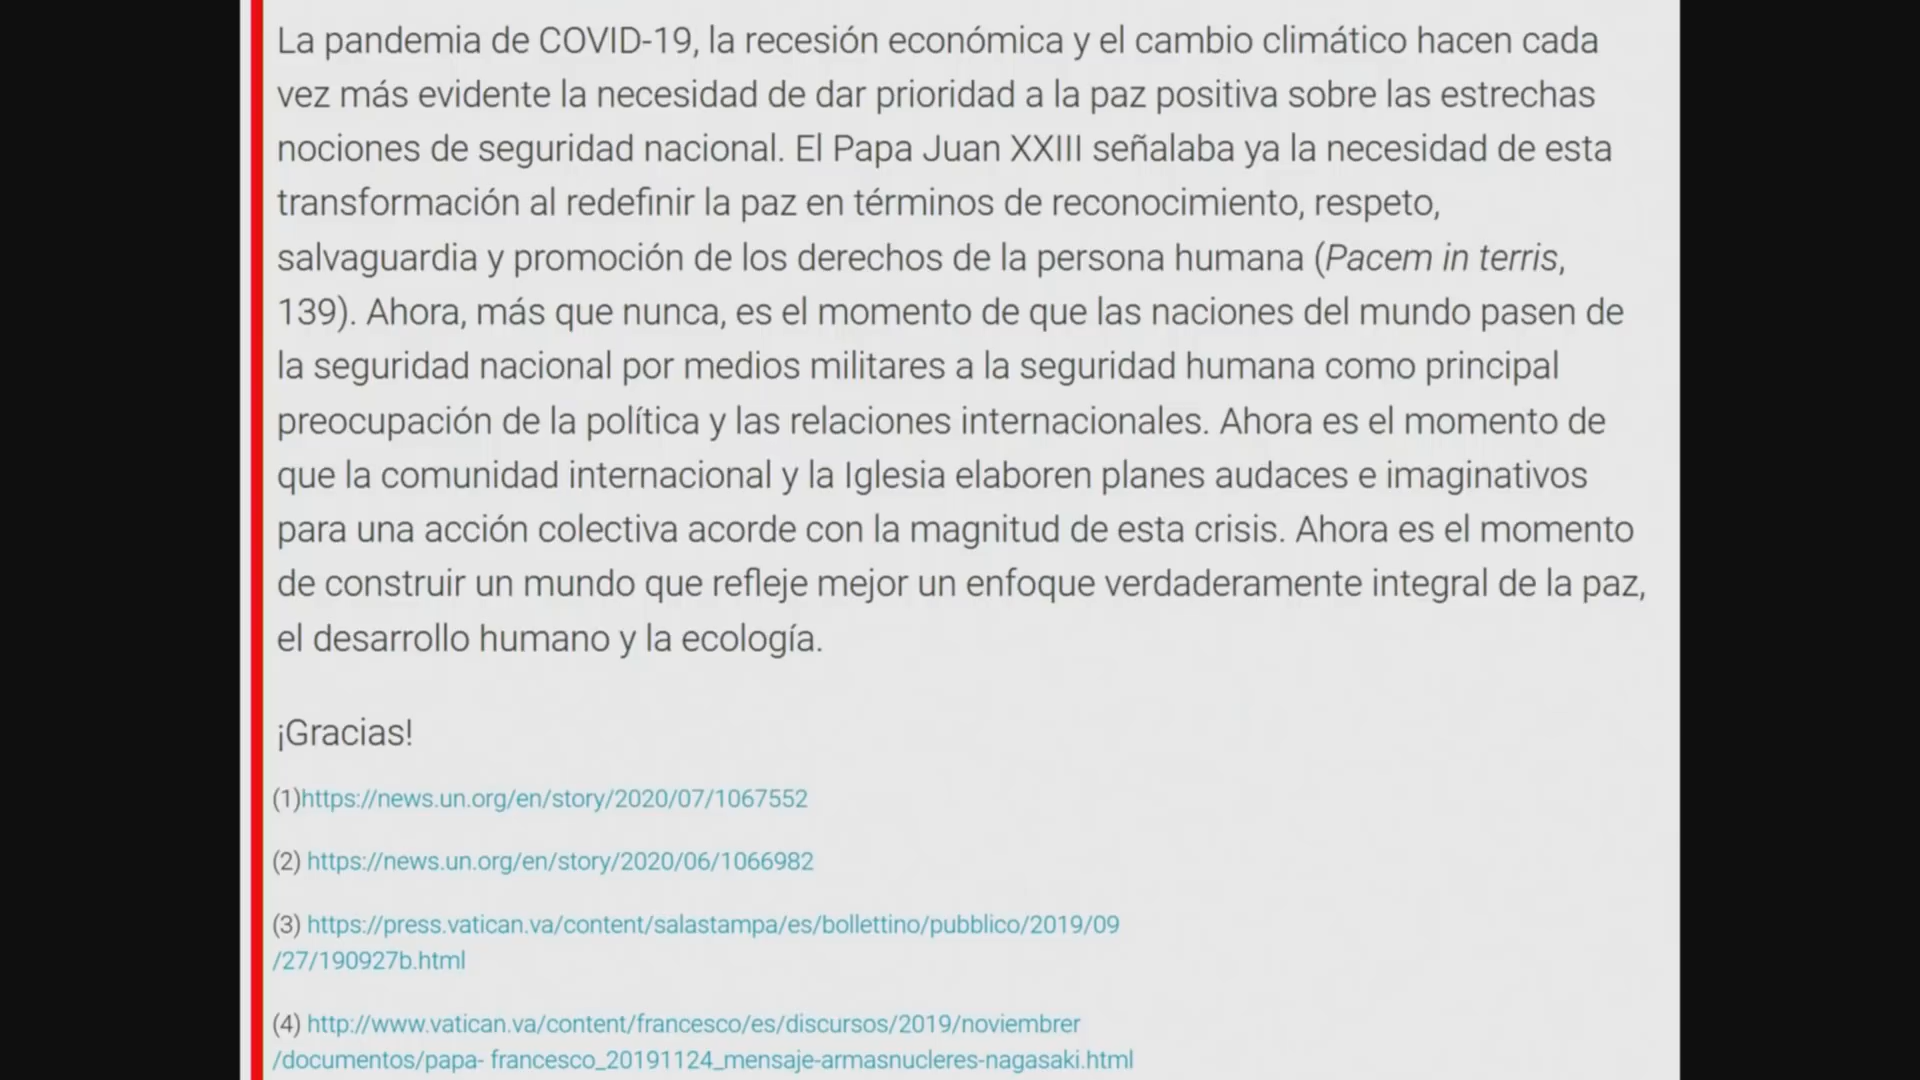 La pandemia de COVID-19, la recesión económica y el cambio climático hacen cada
vez más evidente la necesidad de dar prioridad a la paz positiva sobre las estrechas
nociones de seguridad nacional. El Papa Juan XXIII señalaba ya la necesidad de esta
transformación al redefinir la paz en términos de reconocimiento, respeto,
salvaguardia y promoción de los derechos de la persona humana (Pacem in terris,
139). Ahora, más que nunca, es el momento de que las naciones del mundo pasen de
la seguridad nacional por medios militares a la seguridad humana como principal
preocupación de la política y las relaciones internacionales. Ahora es el momento de
que la comunidad internacional y la Iglesia elaboren planes audaces e imaginativos
para una acción colectiva acorde con la magnitud de esta crisis. Ahora es el momento
de construir un mundo que refleje mejor un enfoque verdaderamente integral de la paz,
el desarrollo humano y la ecología.
¡Gracias!
(1)https://news.un.org/en/story/2020/07/1067552
(2) https://news.un.org/en/story/2020/06/1066982
(3) https://press.vatican.va/content/salastampa/es/bollettino/pubblico/2019/09
/27/190927b.html
(4) http://www.vatican.va/content/francesco/es/discursos/2019/noviembrer
/documentos/papa- francesco_20191124_mensaje-armasnucleres-nagasaki.html